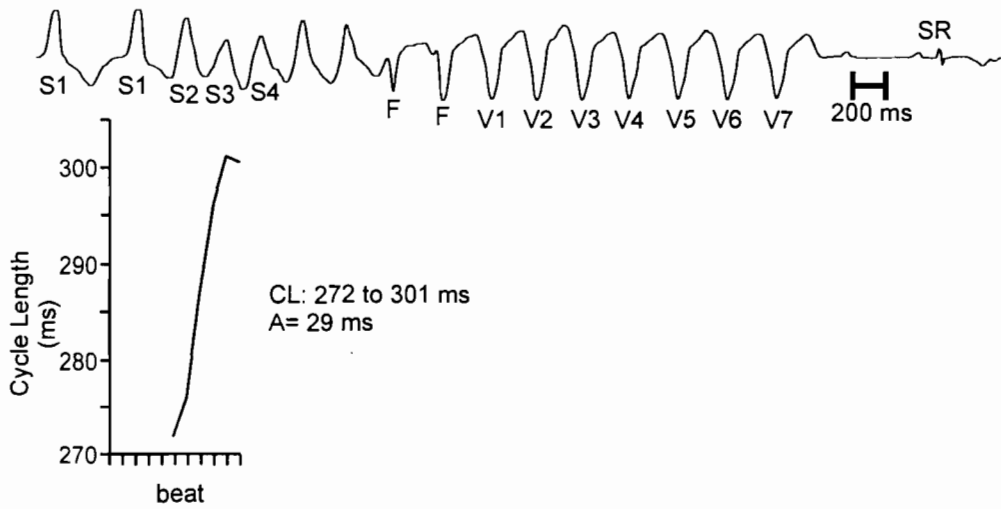 SR
S1 S1 S2 S3 S4 F F V1 V2 V3 V4 V5 V6 V7
200 ms
300
290
280
270
Cycle Length
(ms)
CL: 272 to 301 ms
A= 29 ms
beat